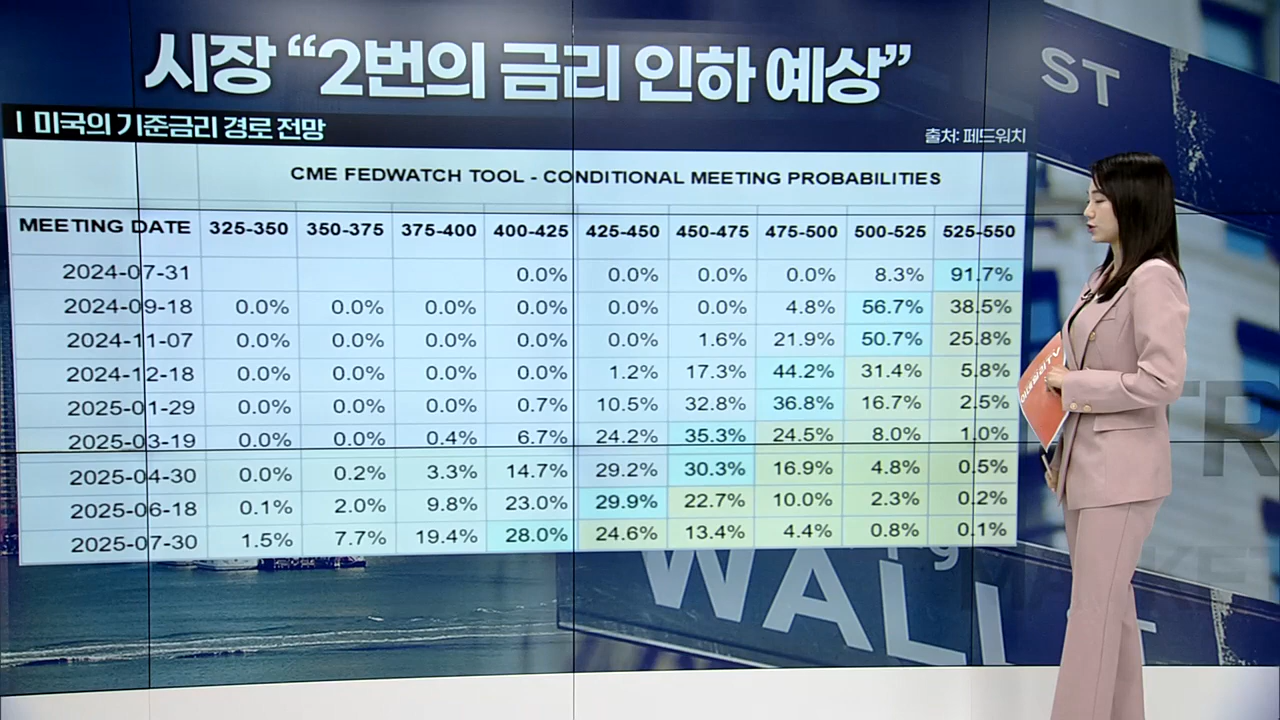 시장 “2번의 금리 인하 예상”
ㅣ 미국의 기준금리 경로 전망
출처: 페드워치
CME FEDWATCH TOOL - CONDITIONAL MEETING PROBABILITIES
MEETING DATE 325-350 350-375 375-400 400-425 425-450 450-475 475-500 500-525 525-550
2024-07-31 0.0% 0.0% 0.0% 0.0% 8.3% 91.7%
2024-09-18 0.0% 0.0% 0.0% 0.0% 0.0% 0.0% 4.8% 56.7% 38.5%
2024-11-07 0.0% 0.0% 0.0% 0.0% 0.0% 1.6% 21.9% 50.7% 25.8%
2024-12-18 0.0% 0.0% 0.0% 0.0% 1.2% 17.3% 44.2% 31.4% 5.8%
2025-01-29 0.0% 0.0% 0.0% 0.7% 10.5% 32.8% 36.8% 16.7% 2.5%
2025-03-19 0.0% 0.0% 0.4% 6.7% 24.2% 35.3% 24.5% 8.0% 1.0%
2025-04-30 0.0% 0.2% 3.3% 14.7% 29.2% 30.3% 16.9% 4.8% 0.5%
2025-06-18 0.1% 2.0% 9.8% 23.0% 29.9% 22.7% 10.0% 2.3% 0.2%
2025-07-30 1.5% 7.7% 19.4% 28.0% 24.6% 13.4% 4.4% 0.8% 0.1%
ST
WALL